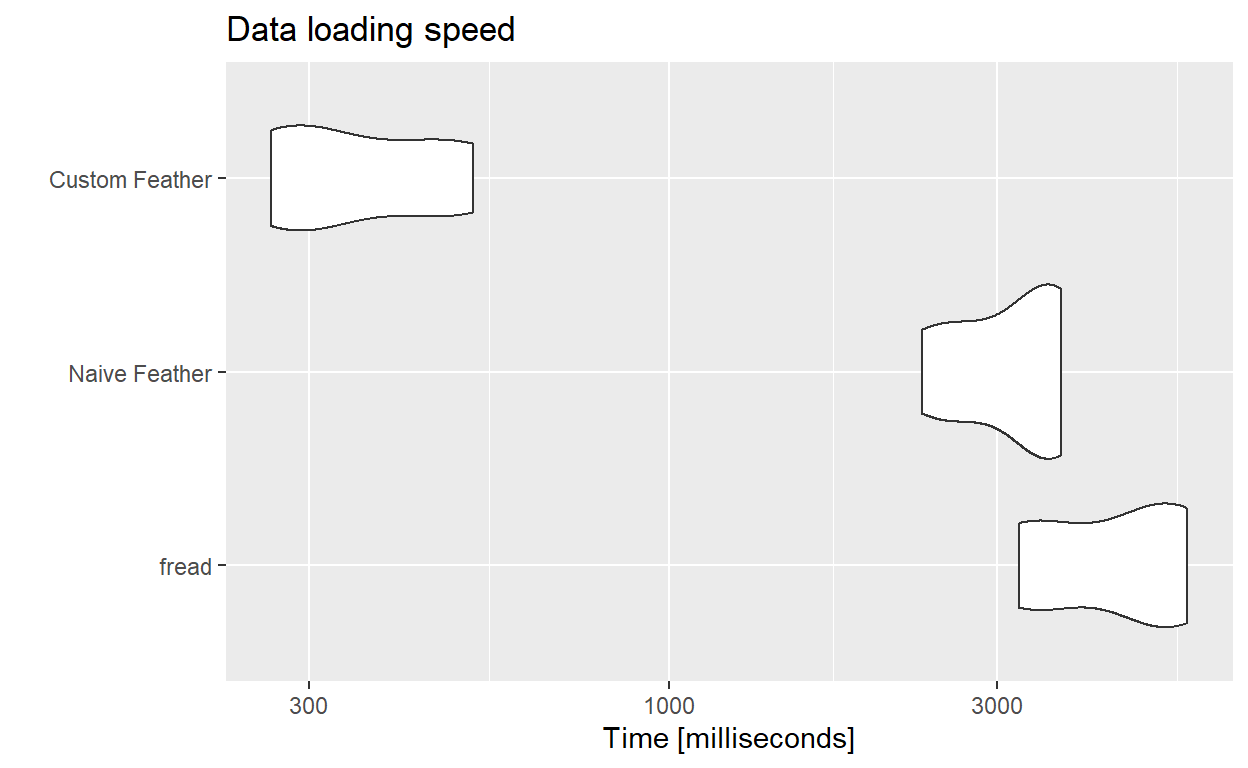 Data loading speed
Custom Feather
Naive Feather
fread
300 1000 3000
Time [milliseconds]